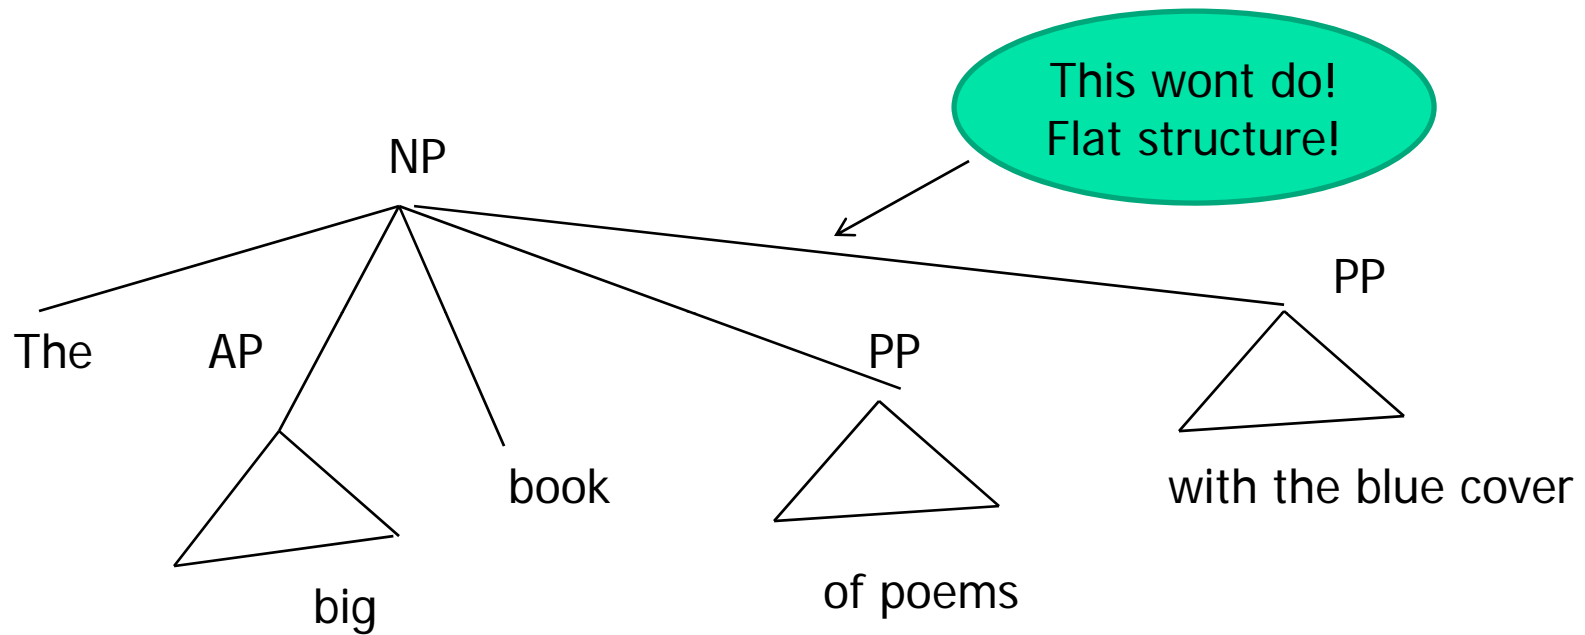 This wont do!
Flat structure!
NP
PP
The AP PP
book with the blue cover
big of poems